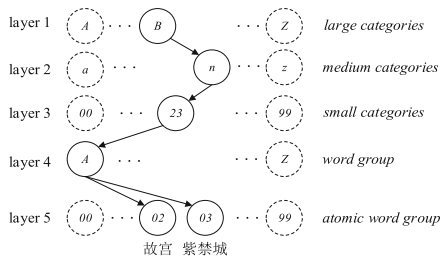 layer 1 A ··· B ··· Z large categories
layer 2 a ··· n ··· z medium categories
layer 3 00 ··· 23 ··· 99 small categories
layer 4 A ··· ··· Z word group
layer 5 00 ··· 02 03 ··· 99 atomic word group
故宫 紫禁城